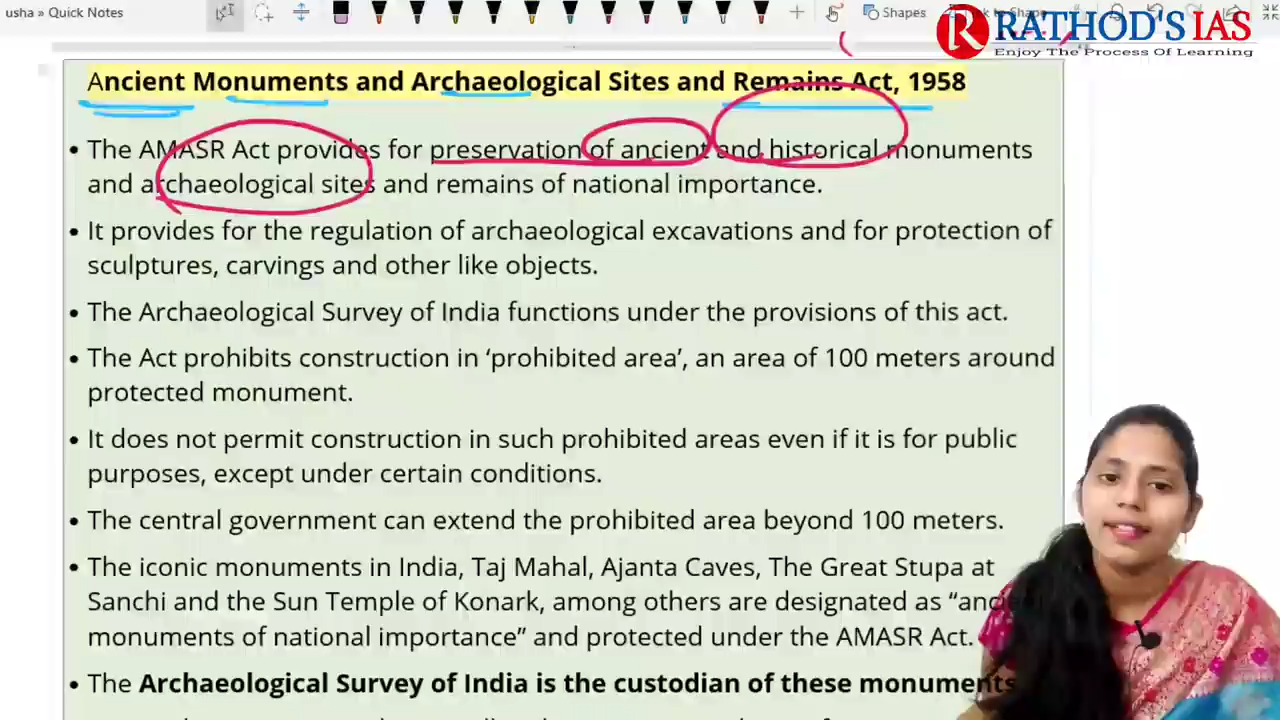 usha » Quick Notes
Shapes
RATHOD'S IAS
Enjoy The Process Of Learning
Ancient Monuments and Archaeological Sites and Remains Act, 1958
• The AMASR Act provides for preservation of ancient and historical monuments
and archaeological sites and remains of national importance.
• It provides for the regulation of archaeological excavations and for protection of
sculptures, carvings and other like objects.
• The Archaeological Survey of India functions under the provisions of this act.
• The Act prohibits construction in ‘prohibited area’, an area of 100 meters around
protected monument.
• It does not permit construction in such prohibited areas even if it is for public
purposes, except under certain conditions.
• The central government can extend the prohibited area beyond 100 meters.
• The iconic monuments in India, Taj Mahal, Ajanta Caves, The Great Stupa at
Sanchi and the Sun Temple of Konark, among others are designated as “
monuments of national importance” and protected under the AMASR Act.
• The Archaeological Survey of India is the custodian of these monuments